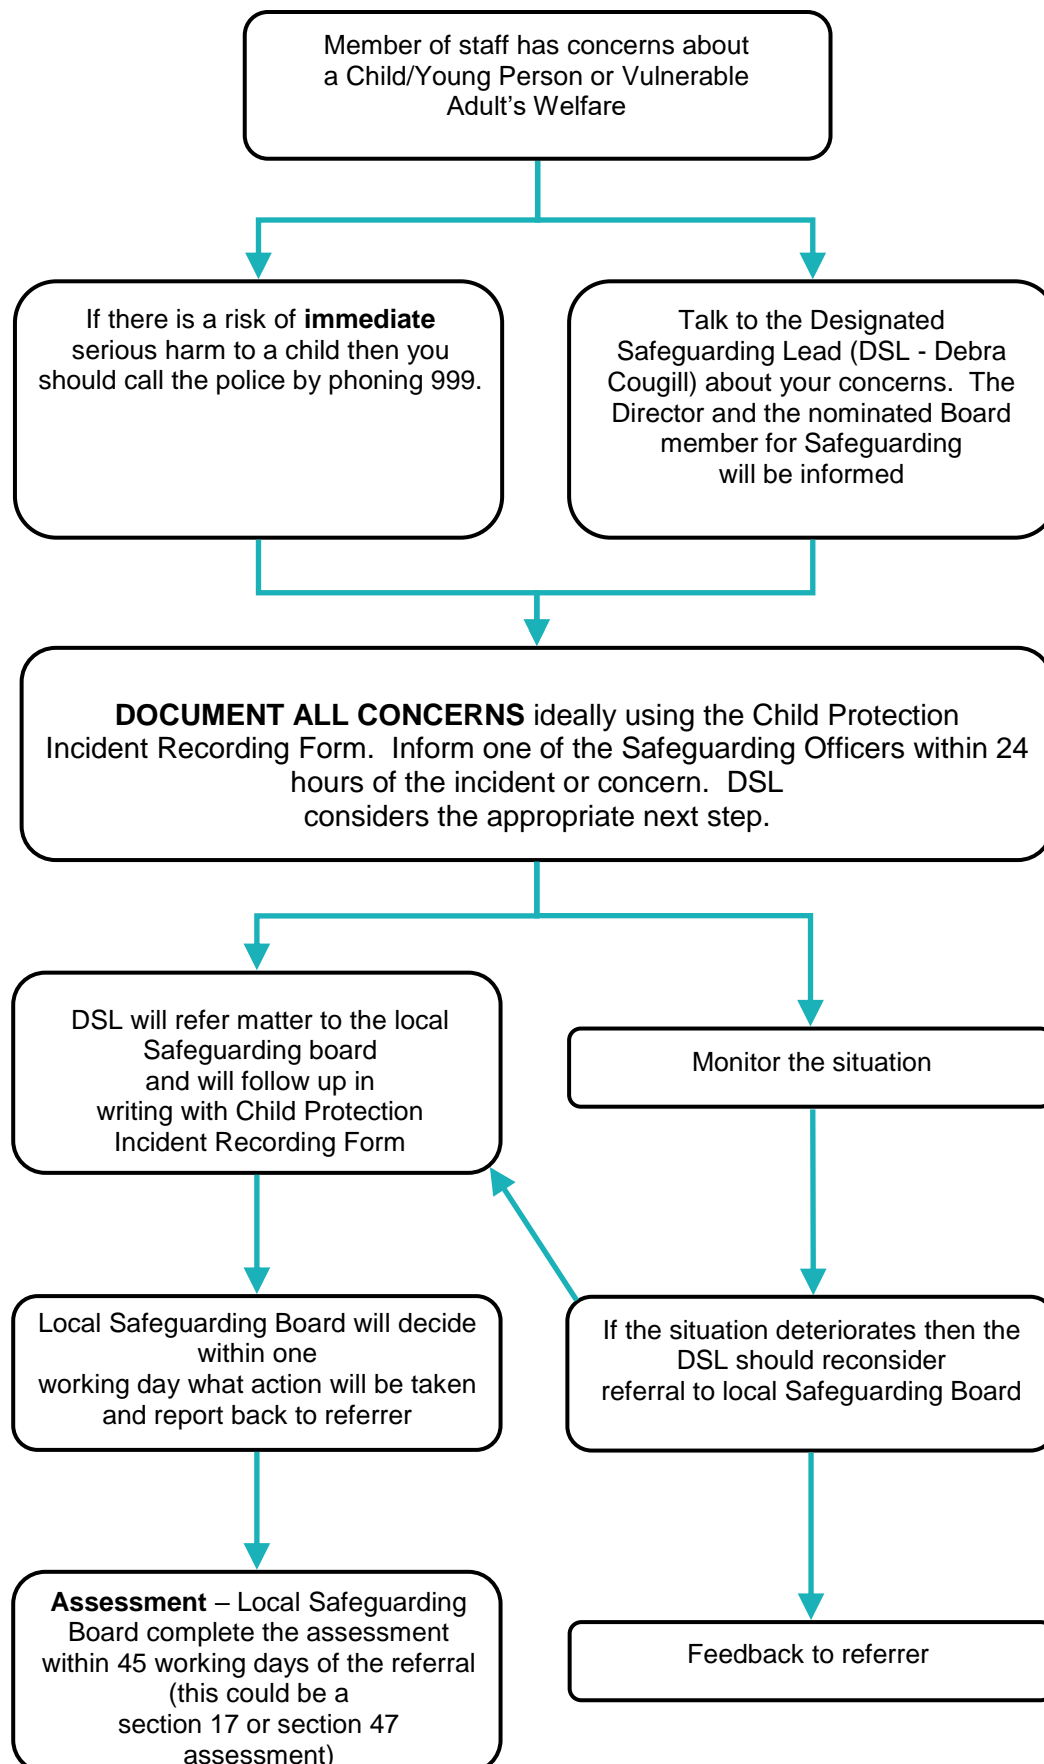 Member of staff has concerns about
a Child/Young Person or Vulnerable
Adult's Welfare
If there is a risk of immediate
serious harm to a child then you
should call the police by phoning 999.
Talk to the Designated
Safeguarding Lead (DSL - Debra
Cougill) about your concerns.  The
Director and the nominated Board
member for Safeguarding
will be informed
DOCUMENT ALL CONCERNS ideally using the Child Protection
Incident Recording Form.  Inform one of the Safeguarding Officers within 24
hours of the incident or concern.  DSL
considers the appropriate next step.
DSL will refer matter to the local
Safeguarding board
and will follow up in
writing with Child Protection
Incident Recording Form
Monitor the situation
Local Safeguarding Board will decide
within one
working day what action will be taken
and report back to referrer
If the situation deteriorates then the
DSL should reconsider
referral to local Safeguarding Board
Assessment – Local Safeguarding
Board complete the assessment
within 45 working days of the referral
(this could be a
section 17 or section 47
assessment)
Feedback to referrer